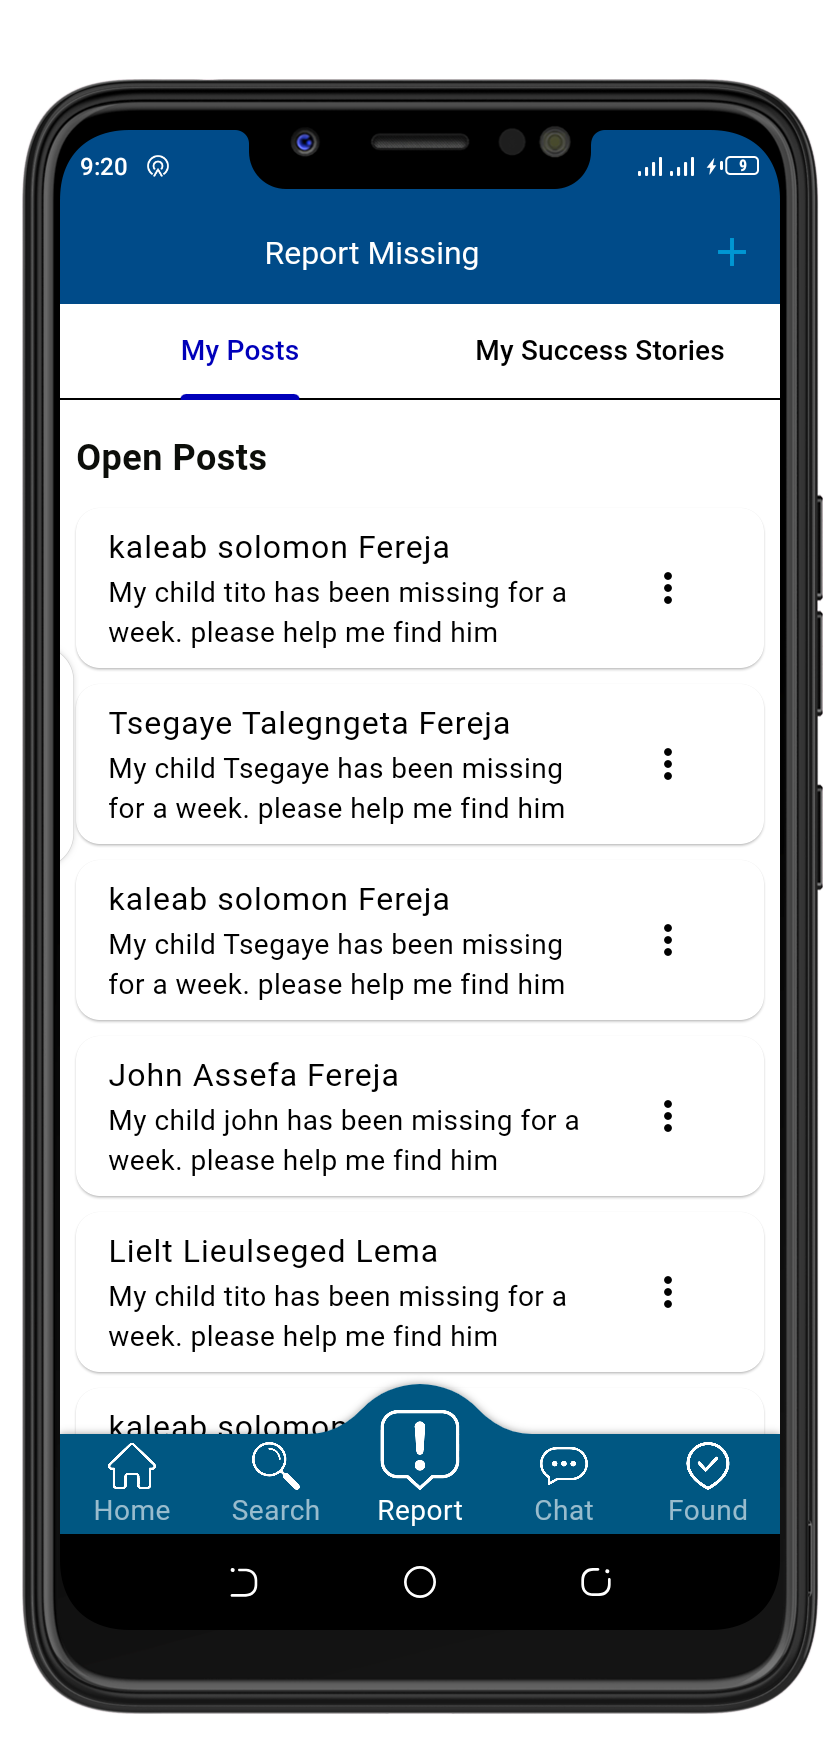 9:20
9
Report Missing
My Posts
My Success Stories
Open Posts
kaleab solomon Fereja
My child tito has been missing for a
week. please help me find him
Tsegaye Talegngeta Fereja
My child Tsegaye has been missing
for a week. please help me find him
kaleab solomon Fereja
My child Tsegaye has been missing
for a week. please help me find him
John Assefa Fereja
My child john has been missing for a
week. please help me find him
Lielt Lieulseged Lema
My child tito has been missing for a
week. please help me find him
kaleab solomon
Home
Search
Report
Chat
Found